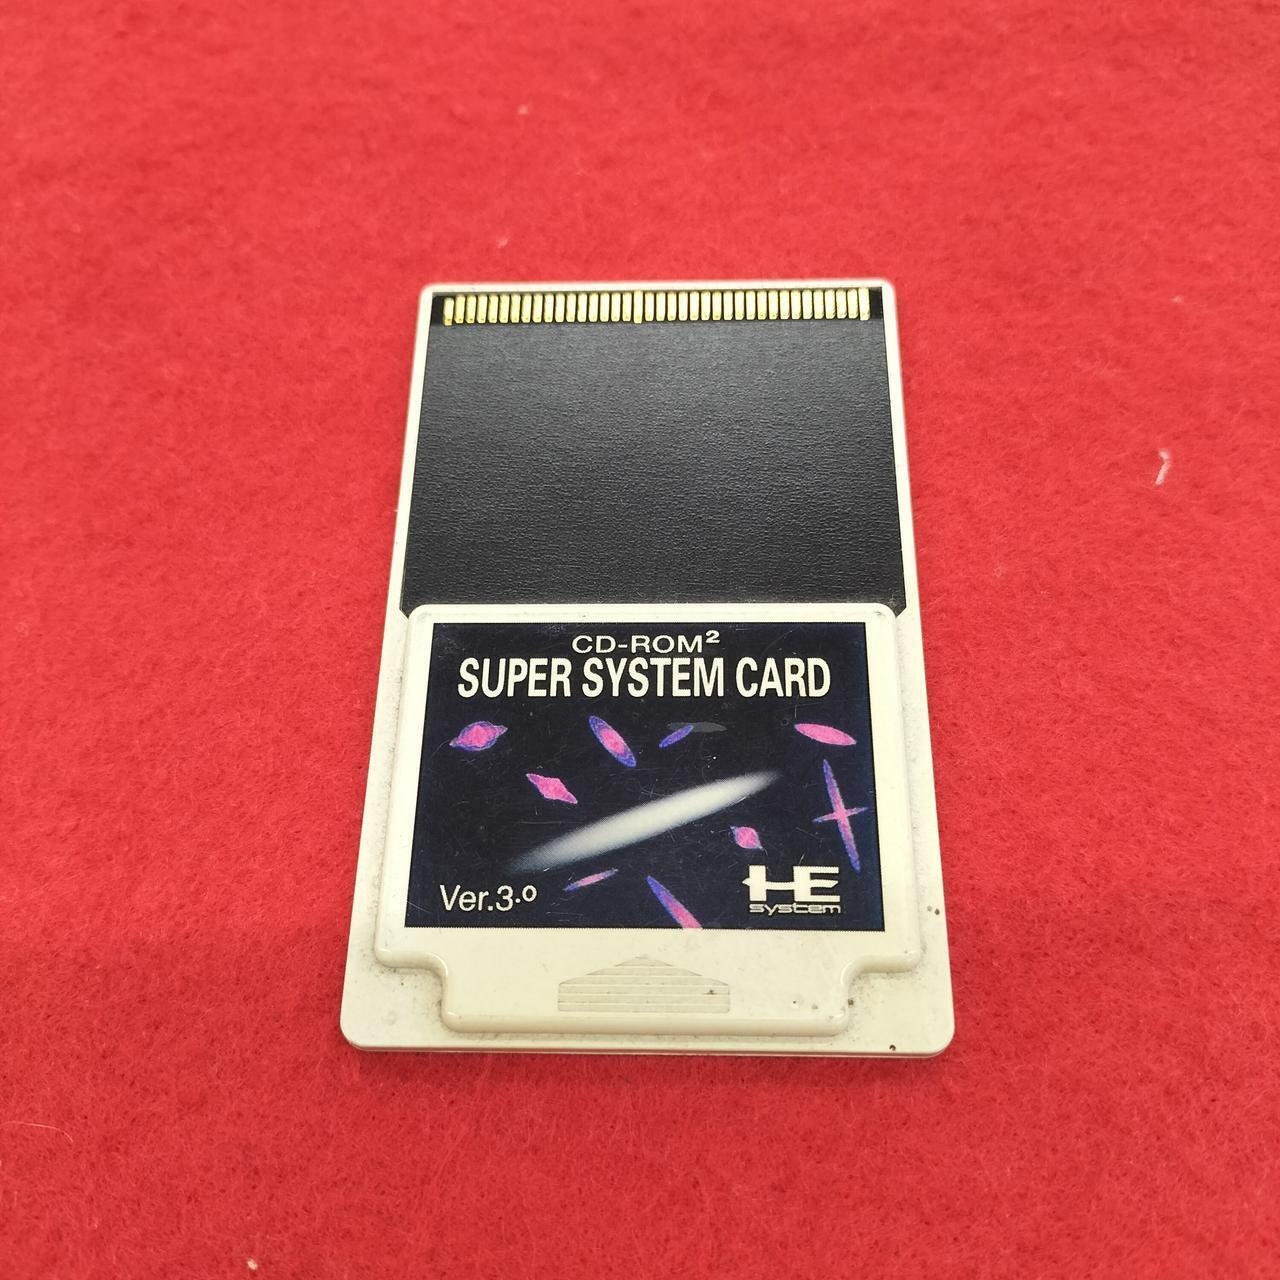 CD-ROM²
SUPER SYSTEM CARD
Ver.3.0
HE
system